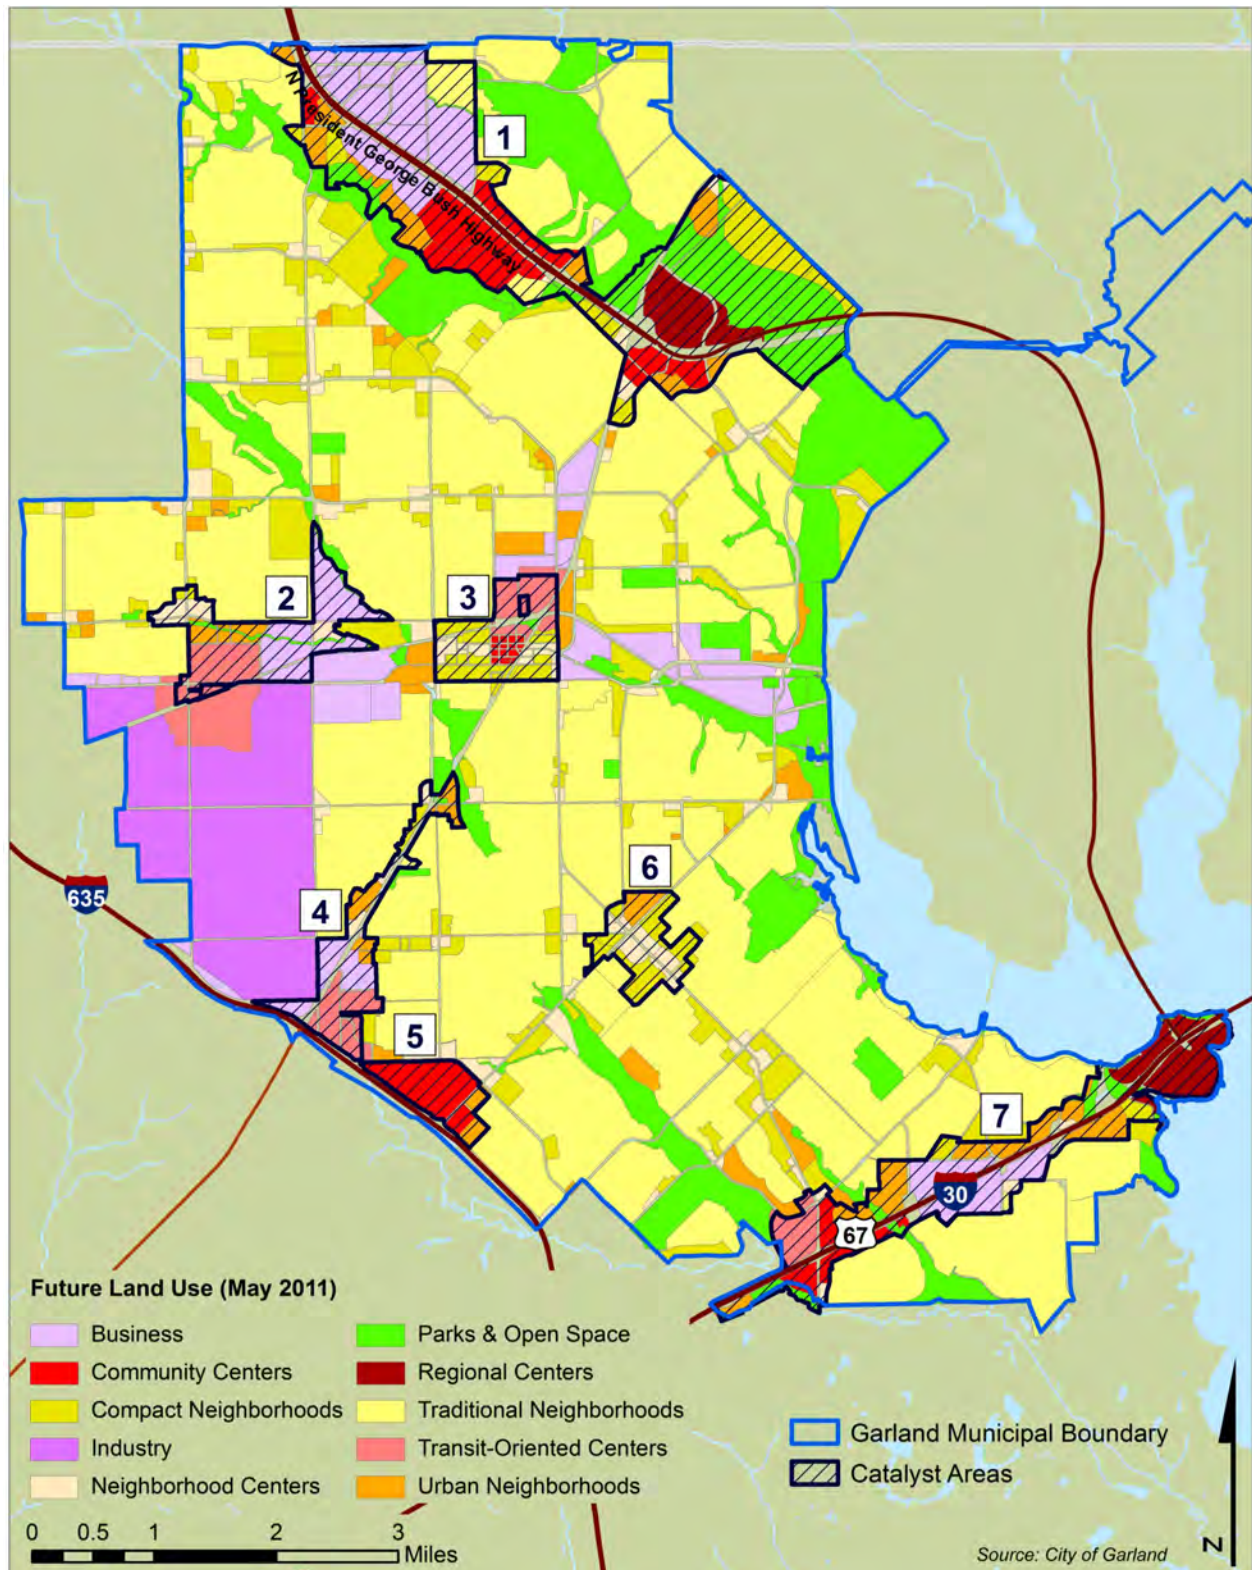 N President George Bush Highway
1
2
3
6
635
4
5
7
30
67
Future Land Use (May 2011)
Business
Community Centers
Compact Neighborhoods
Industry
Neighborhood Centers
Parks & Open Space
Regional Centers
Traditional Neighborhoods
Transit-Oriented Centers
Urban Neighborhoods
Garland Municipal Boundary
Catalyst Areas
0 0.5 1 2 3
Miles
Source: City of Garland
N